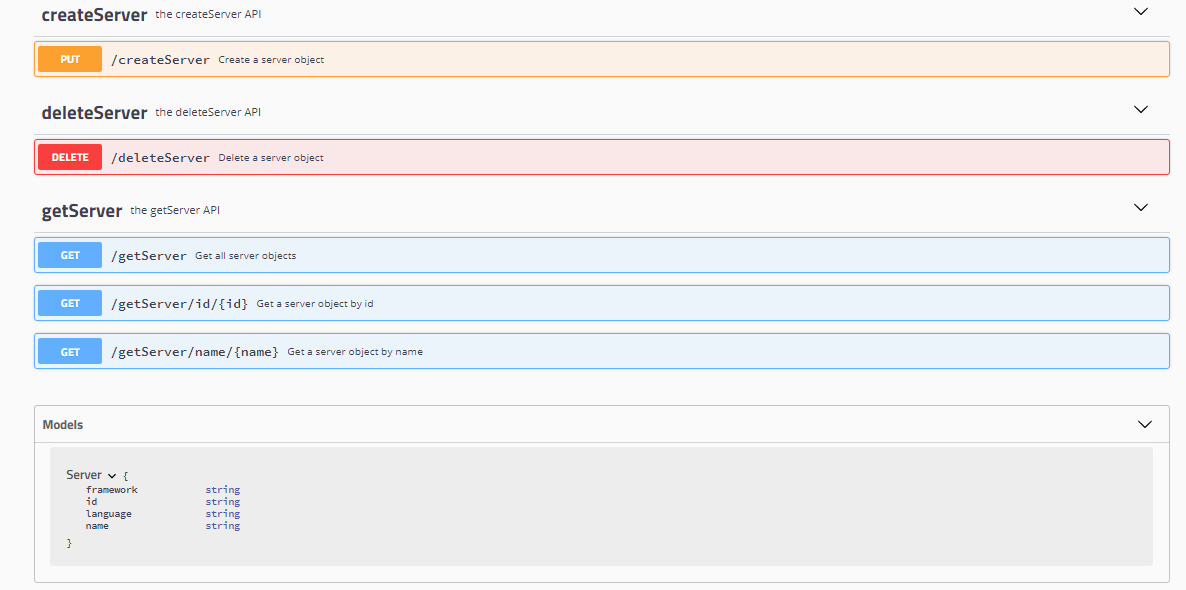 createServer the createServer API
PUT /createServer Create a server object
deleteServer the deleteServer API
DELETE /deleteServer Delete a server object
getServer the getServer API
GET /getServer Get all server objects
GET /getServer/id/{id} Get a server object by id
GET /getServer/name/{name} Get a server object by name
Models
Server {
framework string
id string
language string
name string
}